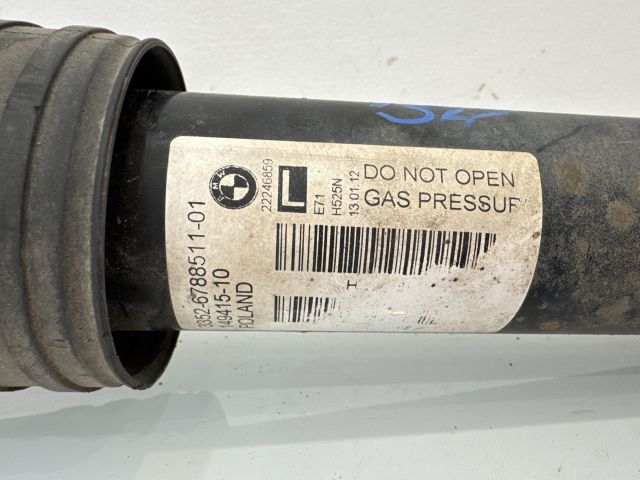 BMW
22246859
L
E71
H525N
13.01.12
DO NOT OPEN
GAS PRESSUR
3352-6788511-01
149415-10
POLAND